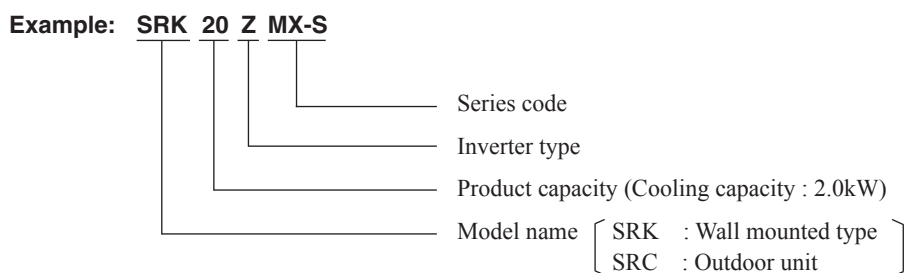 Example: SRK 20 Z MX-S
Series code
Inverter type
Product capacity (Cooling capacity : 2.0kW)
Model name SRK : Wall mounted type
SRC : Outdoor unit